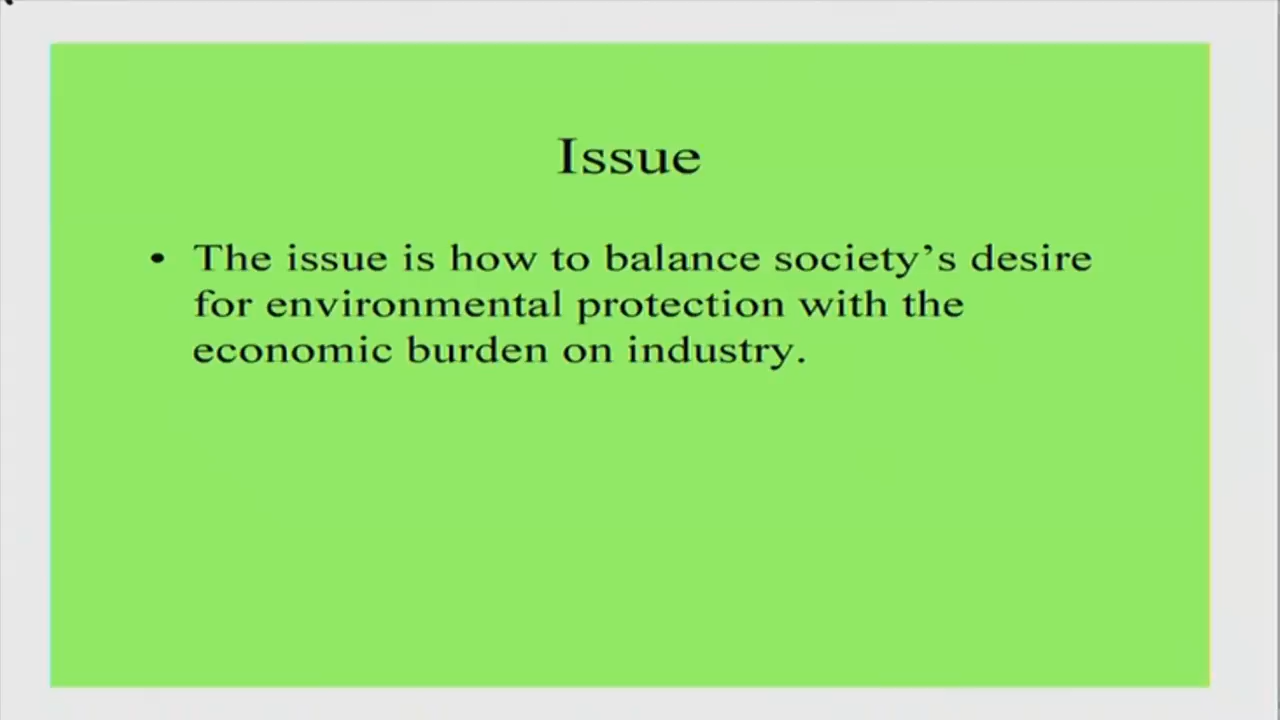 Issue
• The issue is how to balance society’s desire
for environmental protection with the
economic burden on industry.